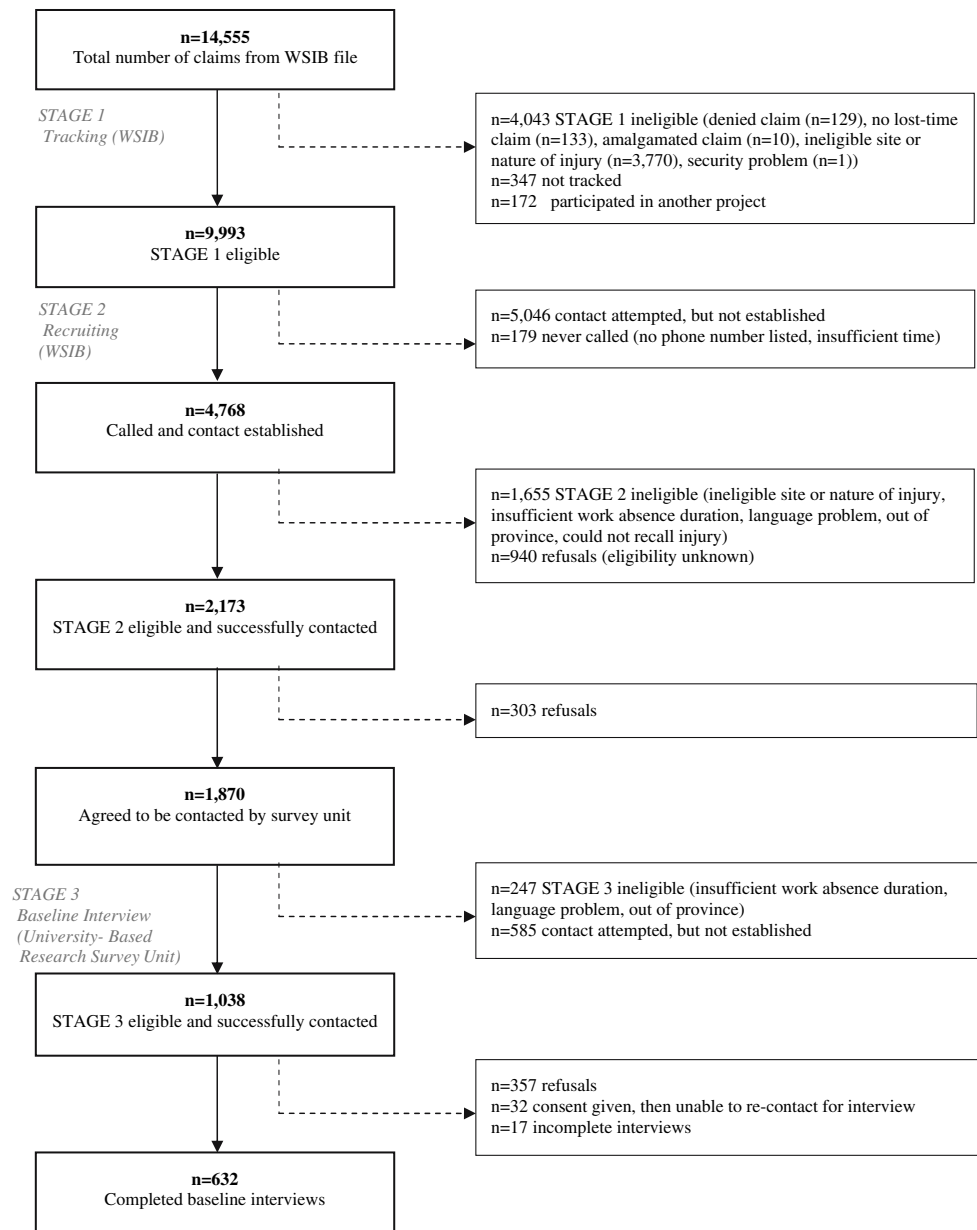 n=14,555
Total number of claims from WSIB file
STAGE 1
Tracking (WSIB)
n=4,043 STAGE 1 ineligible (denied claim (n=129), no lost-time
claim (n=133), amalgamated claim (n=10), ineligible site or
nature of injury (n=3,770), security problem (n=1))
n=347 not tracked
n=172 participated in another project
n=9,993
STAGE 1 eligible
STAGE 2
Recruiting
(WSIB)
n=5,046 contact attempted, but not established
n=179 never called (no phone number listed, insufficient time)
n=4,768
Called and contact established
n=1,655 STAGE 2 ineligible (ineligible site or nature of injury,
insufficient work absence duration, language problem, out of
province, could not recall injury)
n=940 refusals (eligibility unknown)
n=2,173
STAGE 2 eligible and successfully contacted
n=303 refusals
n=1,870
Agreed to be contacted by survey unit
STAGE 3
Baseline Interview
(University- Based
Research Survey Unit)
n=247 STAGE 3 ineligible (insufficient work absence duration,
language problem, out of province)
n=585 contact attempted, but not established
n=1,038
STAGE 3 eligible and successfully contacted
n=357 refusals
n=32 consent given, then unable to re-contact for interview
n=17 incomplete interviews
n=632
Completed baseline interviews